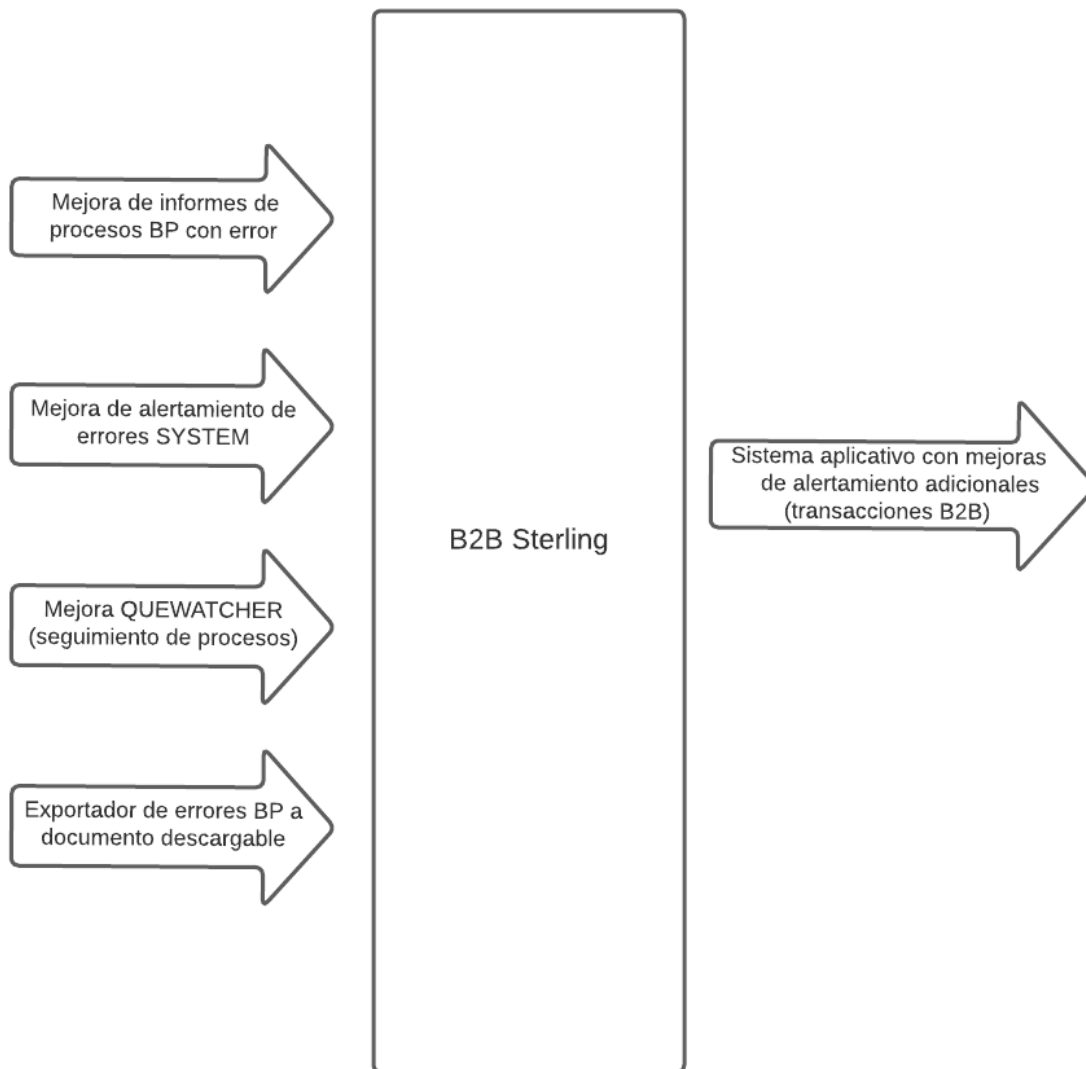 Mejora de informes de
procesos BP con error
Mejora de alertamiento de
errores SYSTEM
Mejora QUEWATCHER
(seguimiento de procesos)
Exportador de errores BP a
documento descargable
B2B Sterling
Sistema aplicativo con mejoras
de alertamiento adicionales
(transacciones B2B)